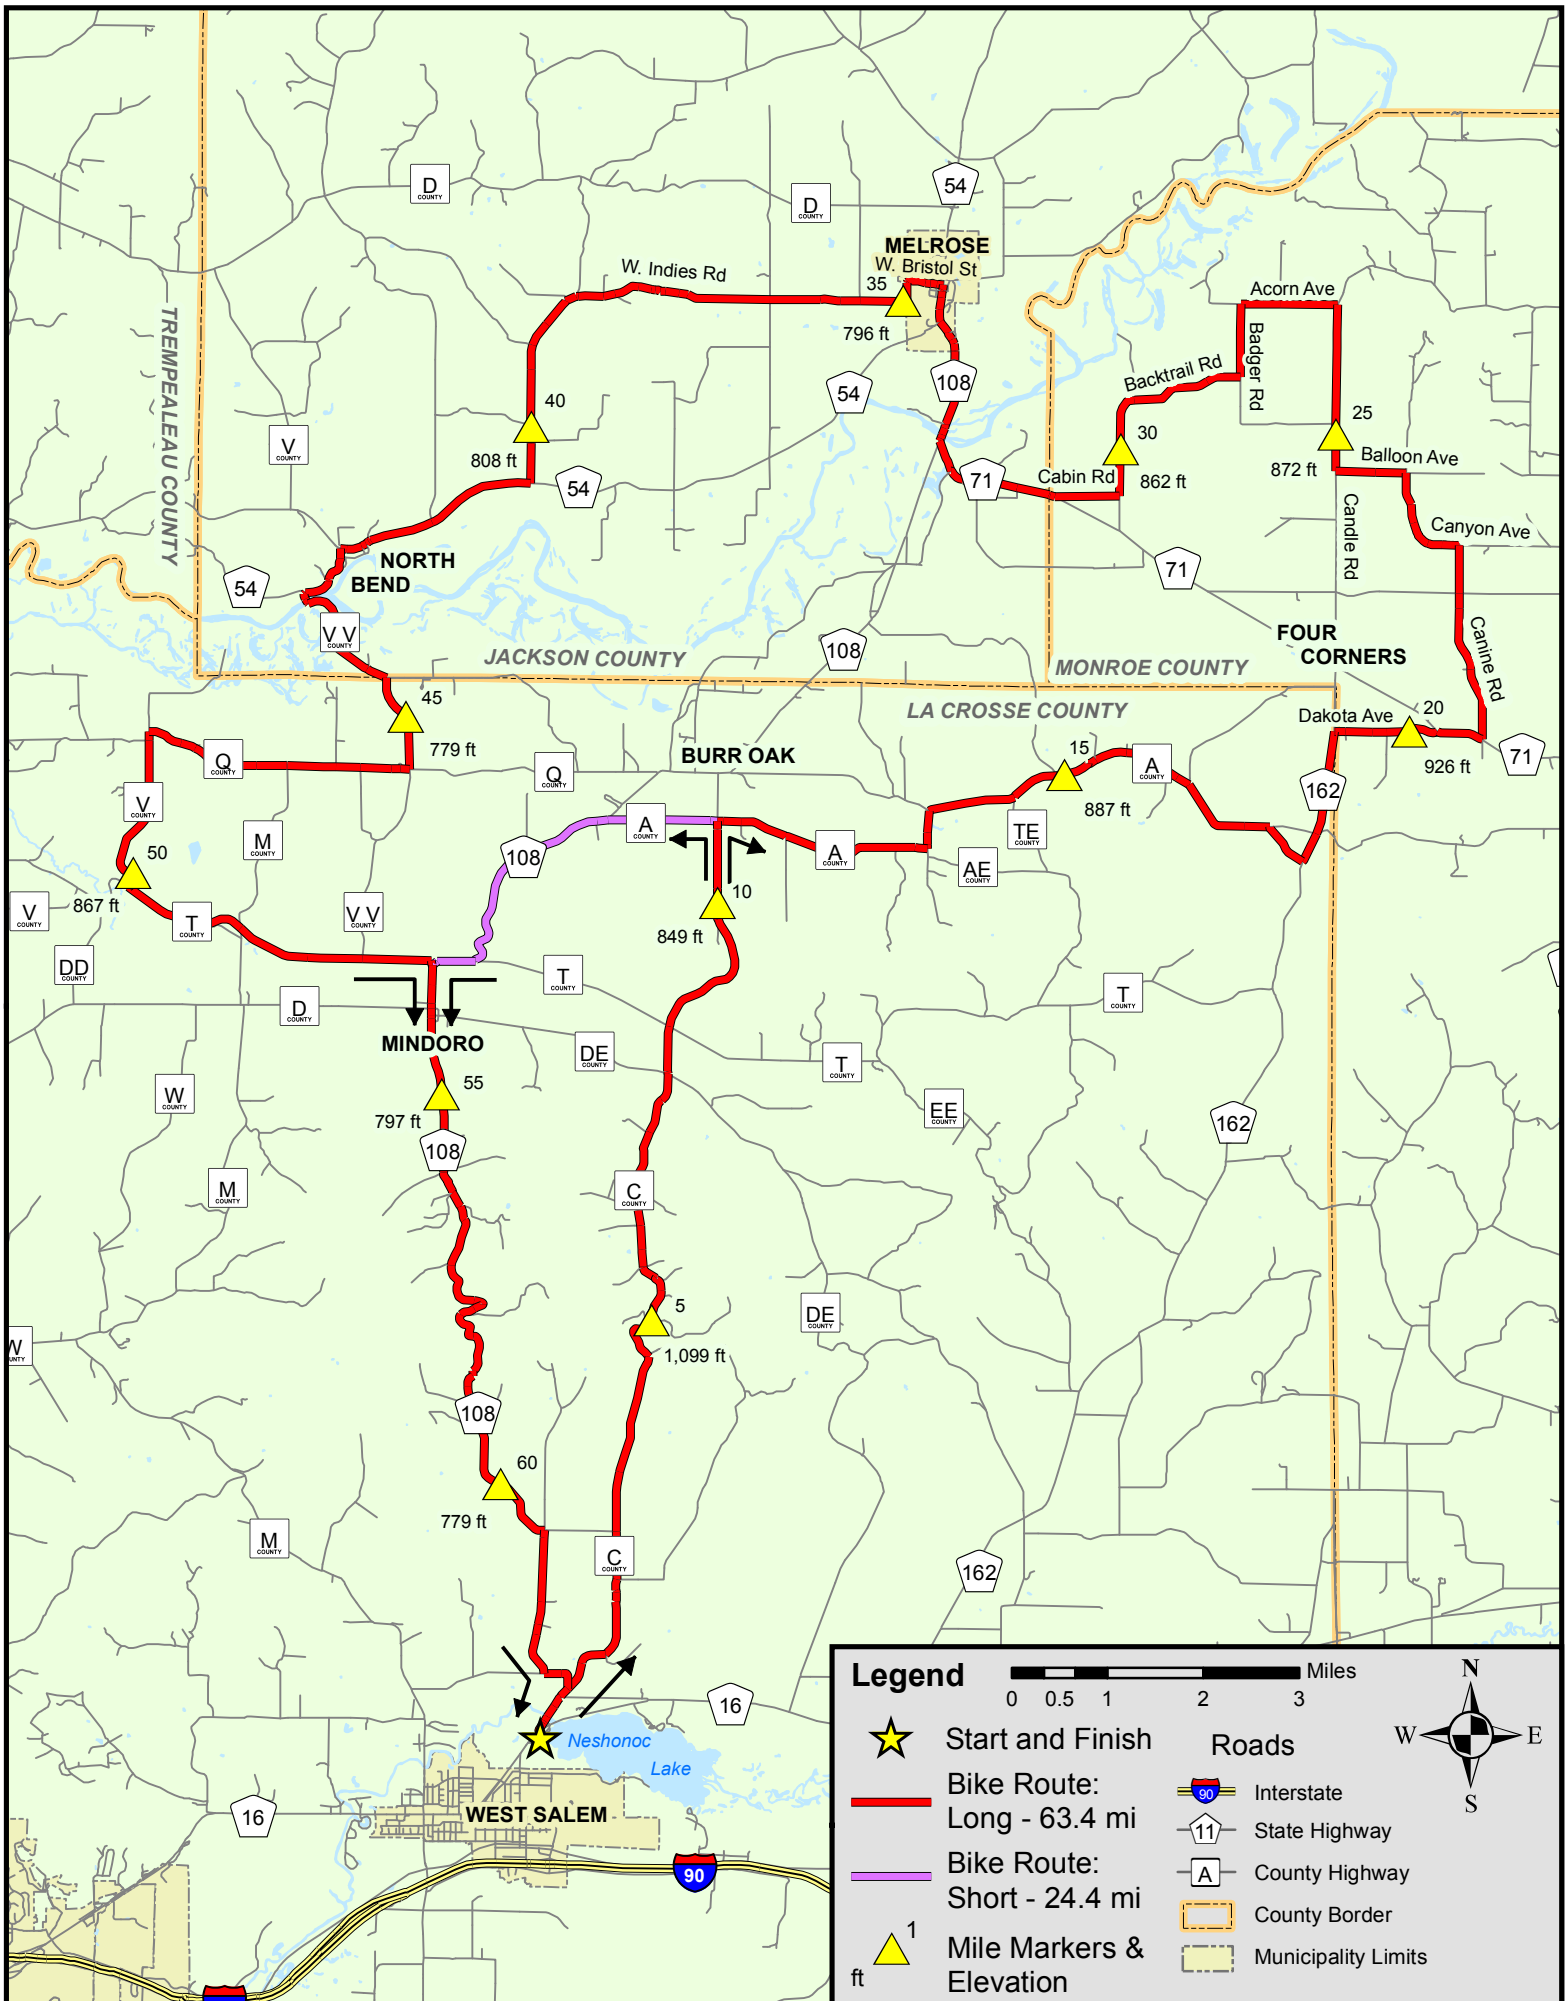 D
COUNTY
D
COUNTY
54
MELROSE
W. Bristol St
W. Indies Rd
35
796 ft
Acorn Ave
TREMPEALEAU COUNTY
Badger Rd
Backtrail Rd
108
54
40
808 ft
V
COUNTY
25
872 ft
Balloon Ave
30
862 ft
Cabin Rd
71
54
Candle Rd
Canyon Ave
NORTH
BEND
54
71
V V
COUNTY
FOUR
CORNERS
Canine Rd
108
JACKSON COUNTY
MONROE COUNTY
LA CROSSE COUNTY
45
779 ft
Dakota Ave
20
926 ft
71
BURR OAK
15
887 ft
A
COUNTY
Q
COUNTY
Q
COUNTY
162
V
COUNTY
M
COUNTY
A
COUNTY
TE
COUNTY
108
A
COUNTY
AE
COUNTY
50
867 ft
10
849 ft
V
COUNTY
T
COUNTY
V V
COUNTY
DD
COUNTY
T
COUNTY
T
COUNTY
D
COUNTY
MINDORO
DE
COUNTY
T
COUNTY
W
COUNTY
55
797 ft
EE
COUNTY
162
108
M
COUNTY
C
COUNTY
5
1,099 ft
DE
COUNTY
W
UNTY
108
60
779 ft
M
COUNTY
C
COUNTY
162
16
Neshonoc
Lake
16
WEST SALEM
90
Legend
Miles
0 0.5 1 2 3
N
W E
S
Start and Finish
Roads
Bike Route:
Long - 63.4 mi
Bike Route:
Short - 24.4 mi
1
ft
Mile Markers &
Elevation
90
Interstate
11
State Highway
A
County Highway
County Border
Municipality Limits